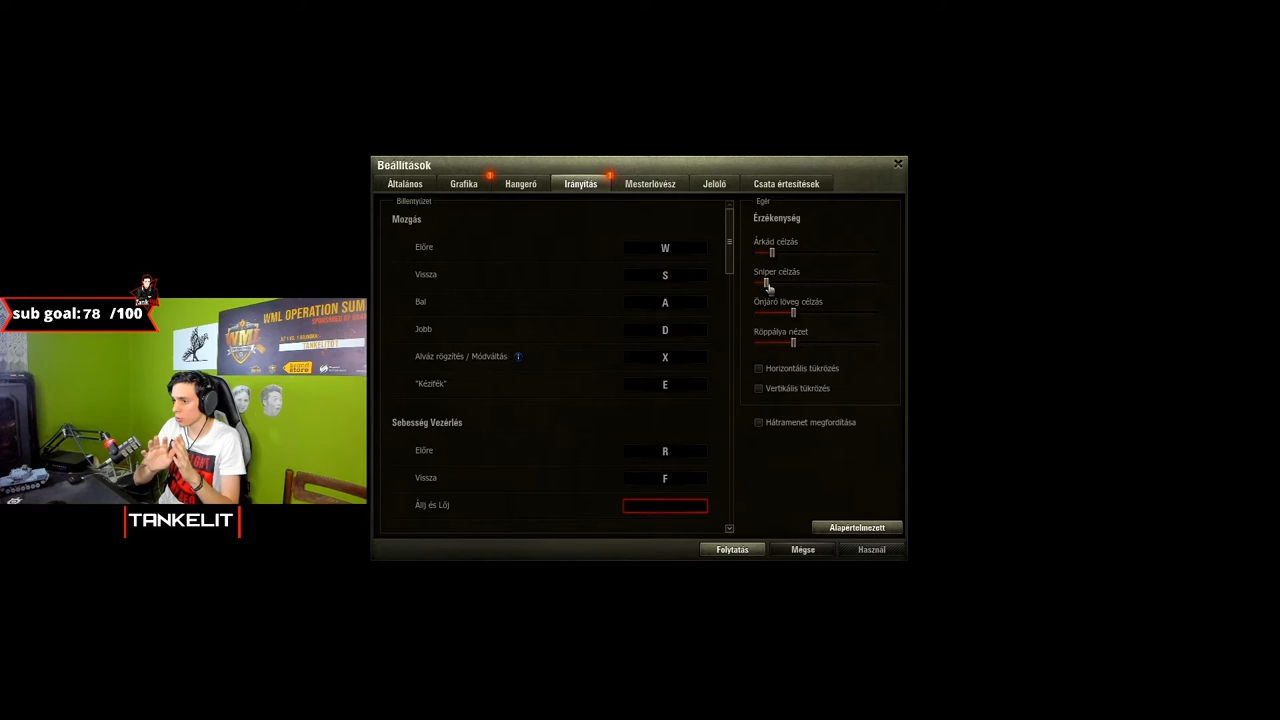 Beállítások
Általános
Grafika
Hangerő
Irányítás
Mesterlövész
Jelölő
Csata értesítések
Billentyűzet
Mozgás
Előre W
Vissza S
Bal A
Jobb D
Alváz rögzítés / Módváltás X
"Kézifék" E
Sebesség Vezérlés
Előre R
Vissza F
Állj és Lőj
Egér
Érzékenység
Árkád célzás
Sniper célzás
Önjáró löveg célzás
Röppálya nézet
Horizontális tükrözés
Vertikális tükrözés
Hátramenet megfordítása
Alapértelmezett
Folytatás
Mégse
Használ
sub goal: 78 /100
WML OPERATION SUM
WML
TANKELIT